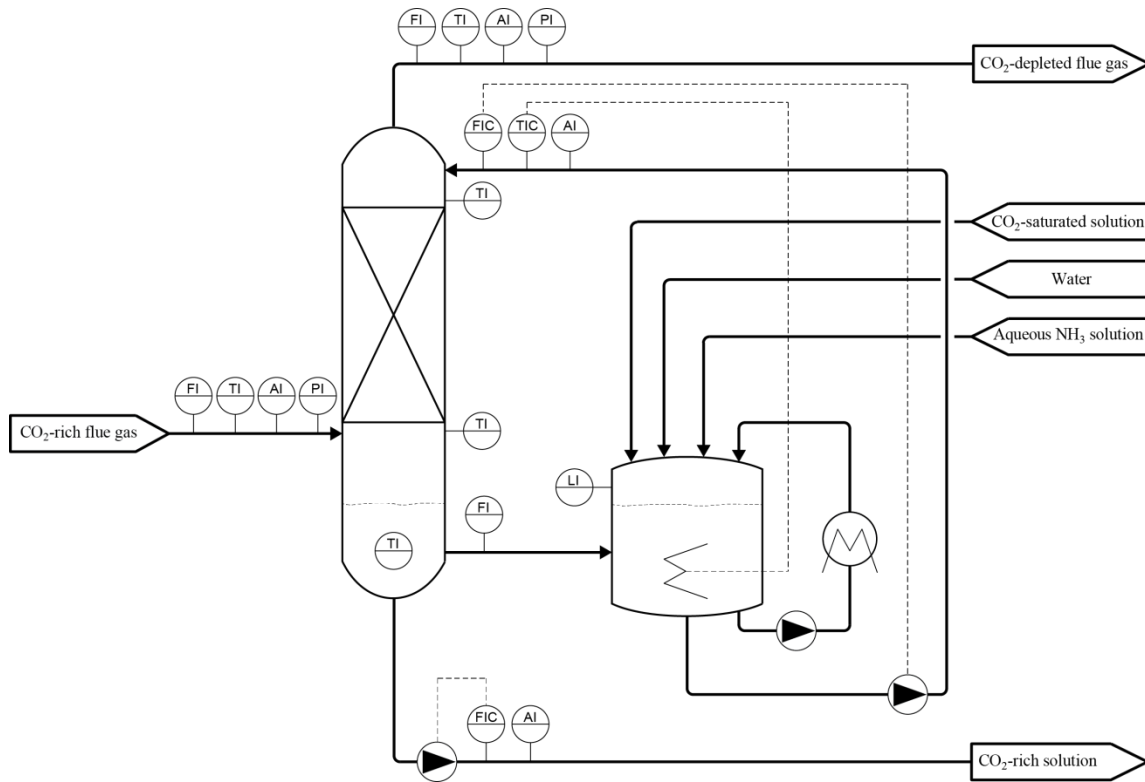 FI TI AI PI
CO₂-depleted flue gas
FIC TIC AI
TI
CO₂-saturated solution
Water
Aqueous NH₃ solution
FI TI AI PI
CO₂-rich flue gas
TI
LI
FI
TI
FIC AI
CO₂-rich solution